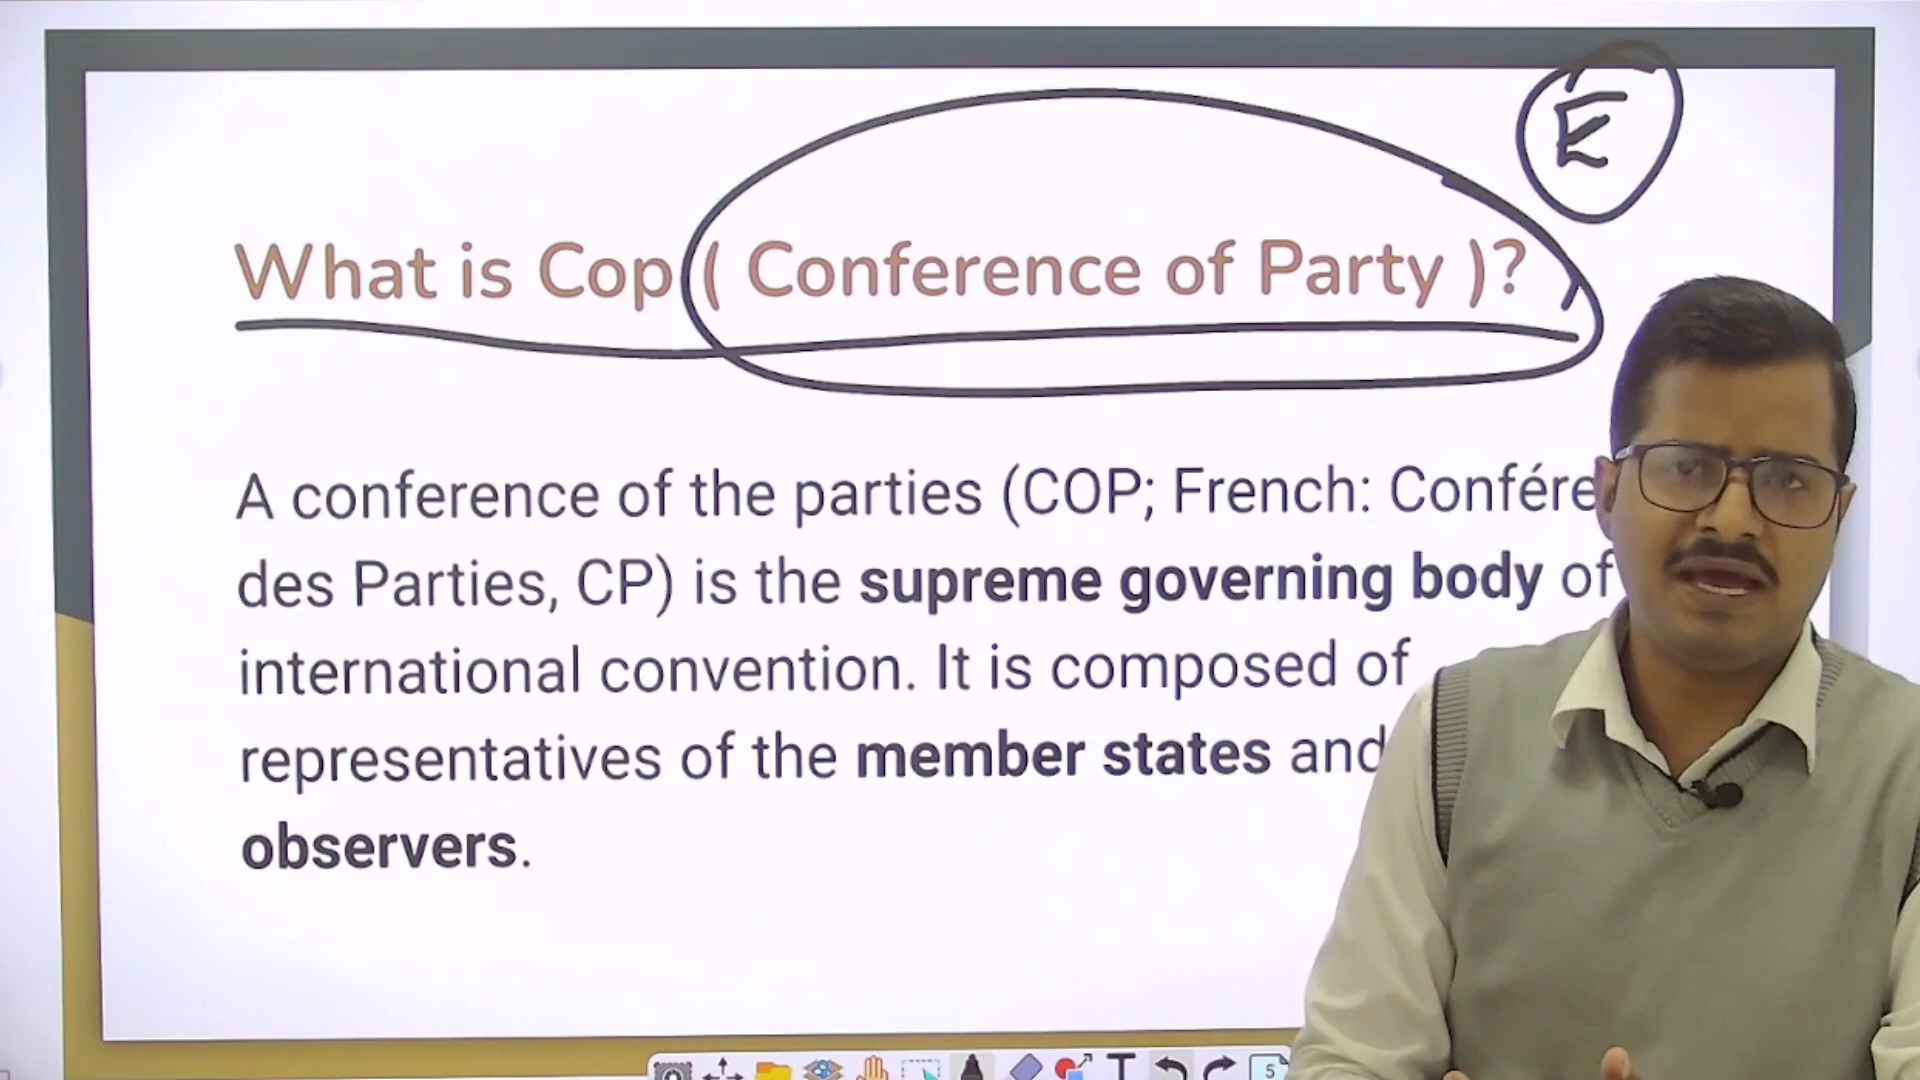 E
What is Cop ( Conference of Party )?
A conference of the parties (COP; French:
des Parties, CP) is the supreme governing body of
international convention. It is composed of
representatives of the member states and
observers.
T
5